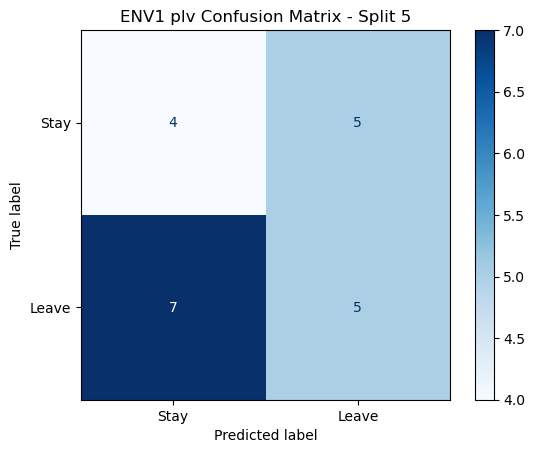 ENV1 plv Confusion Matrix - Split 5
True label
Stay
4
5
Leave
7
5
Stay
Leave
Predicted label
7.0
6.5
6.0
5.5
5.0
4.5
4.0